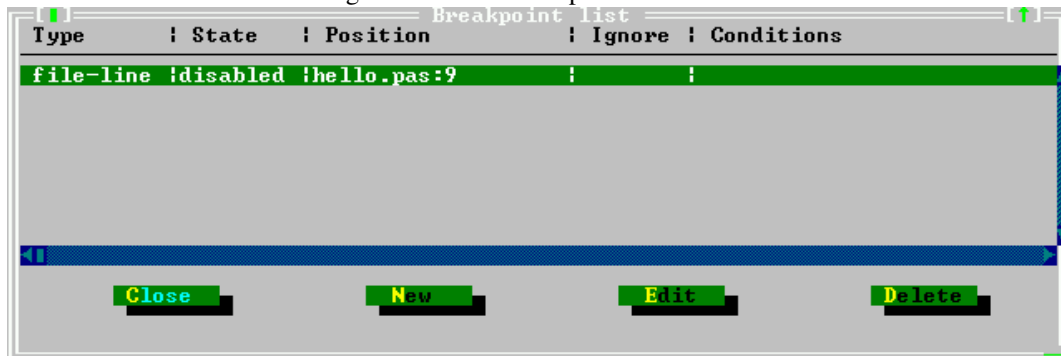 Breakpoint list
Type ¦ State ¦ Position ¦ Ignore ¦ Conditions
file-line ¦disabled ¦hello.pas:9 ¦ ¦
Close New Edit Delete